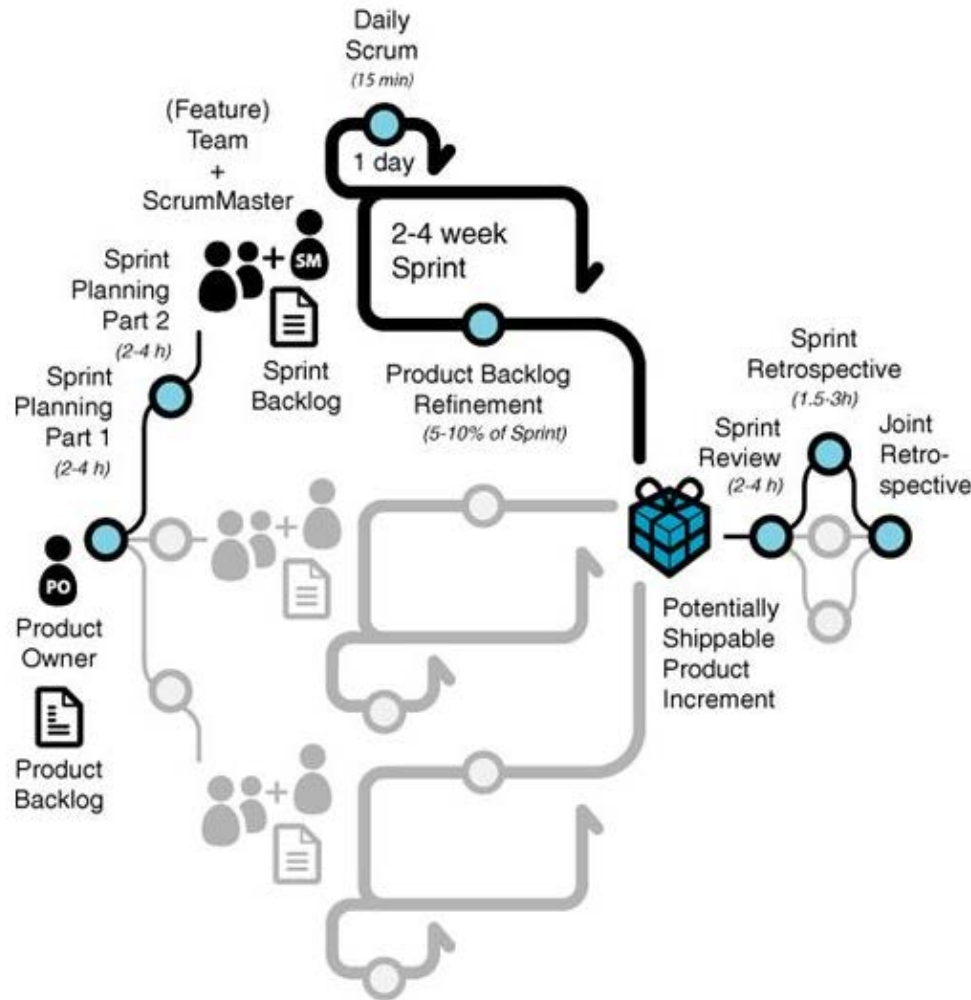 Daily
Scrum
(15 min)
1 day
(Feature)
Team
+
ScrumMaster
+
SM
2-4 week
Sprint
Sprint
Planning
Part 2
(2-4 h)
Sprint
Backlog
Sprint
Planning
Part 1
(2-4 h)
Product Backlog
Refinement
(5-10% of Sprint)
Sprint
Retrospective
(1.5-3h)
Sprint
Review
(2-4 h)
Joint
Retro-
spective
+
PO
Product
Owner
Product
Backlog
Potentially
Shippable
Product
Increment
+